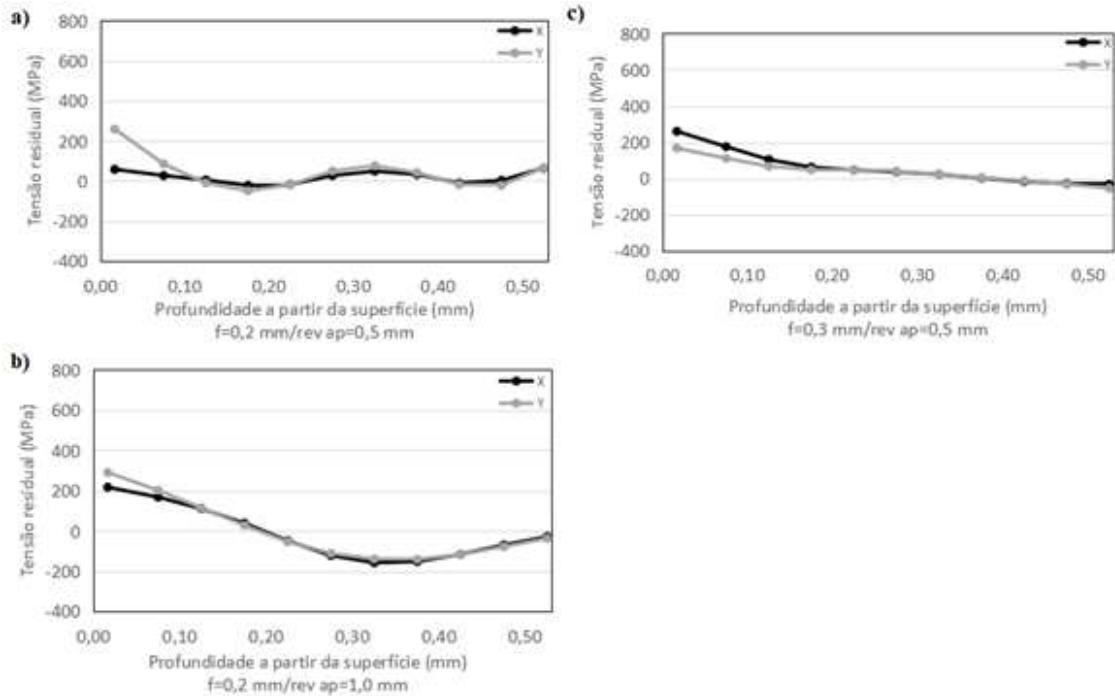 a)
Tensão residual (MPa)
800
600
400
200
0
-200
-400
X
Y
0,00 0,10 0,20 0,30 0,40 0,50
Profundidade a partir da superfície (mm)
f=0,2 mm/rev ap=0,5 mm
c)
Tensão residual (MPa)
800
600
400
200
0
-200
-400
X
Y
0,00 0,10 0,20 0,30 0,40 0,50
Profundidade a partir da superfície (mm)
f=0,3 mm/rev ap=0,5 mm
b)
Tensão residual (MPa)
800
600
400
200
0
-200
-400
X
Y
0,00 0,10 0,20 0,30 0,40 0,50
Profundidade a partir da superfície (mm)
f=0,2 mm/rev ap=1,0 mm